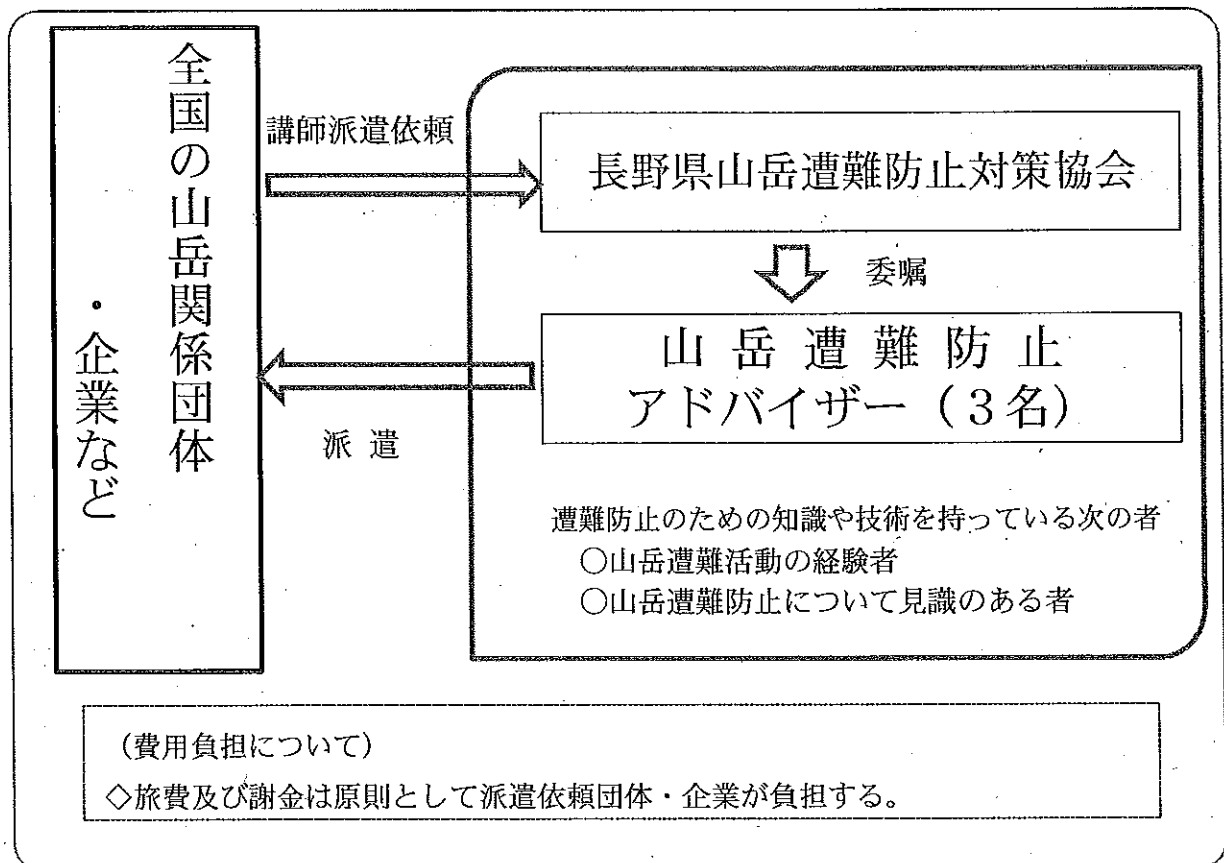 全国の山岳関係団体
・企業など
講師派遣依頼
長野県山岳遭難防止対策協会
委嘱
山岳遭難防止
アドバイザー（３名）
派遣
遭難防止のための知識や技術を持っている次の者
○山岳遭難活動の経験者
○山岳遭難防止について見識のある者
（費用負担について）
◇旅費及び謝金は原則として派遣依頼団体・企業が負担する。